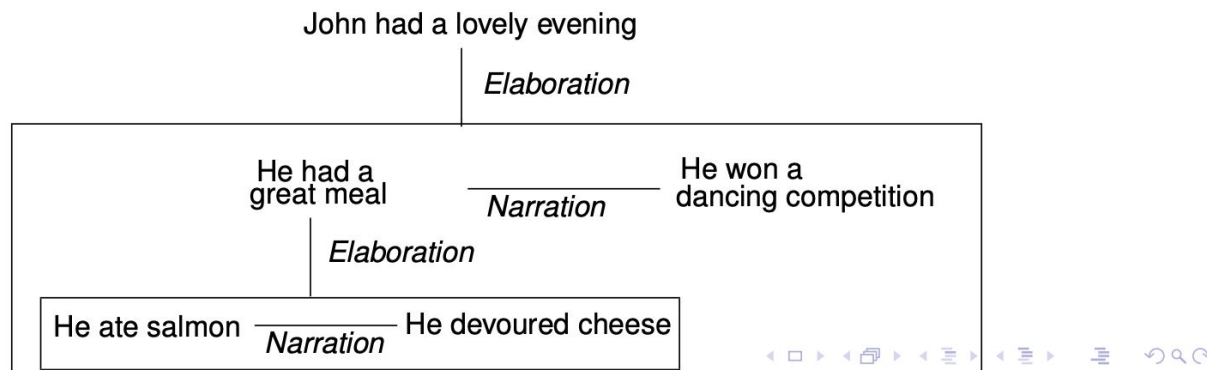 John had a lovely evening
Elaboration
He had a
great meal
Narration
He won a
dancing competition
Elaboration
He ate salmon
Narration
He devoured cheese